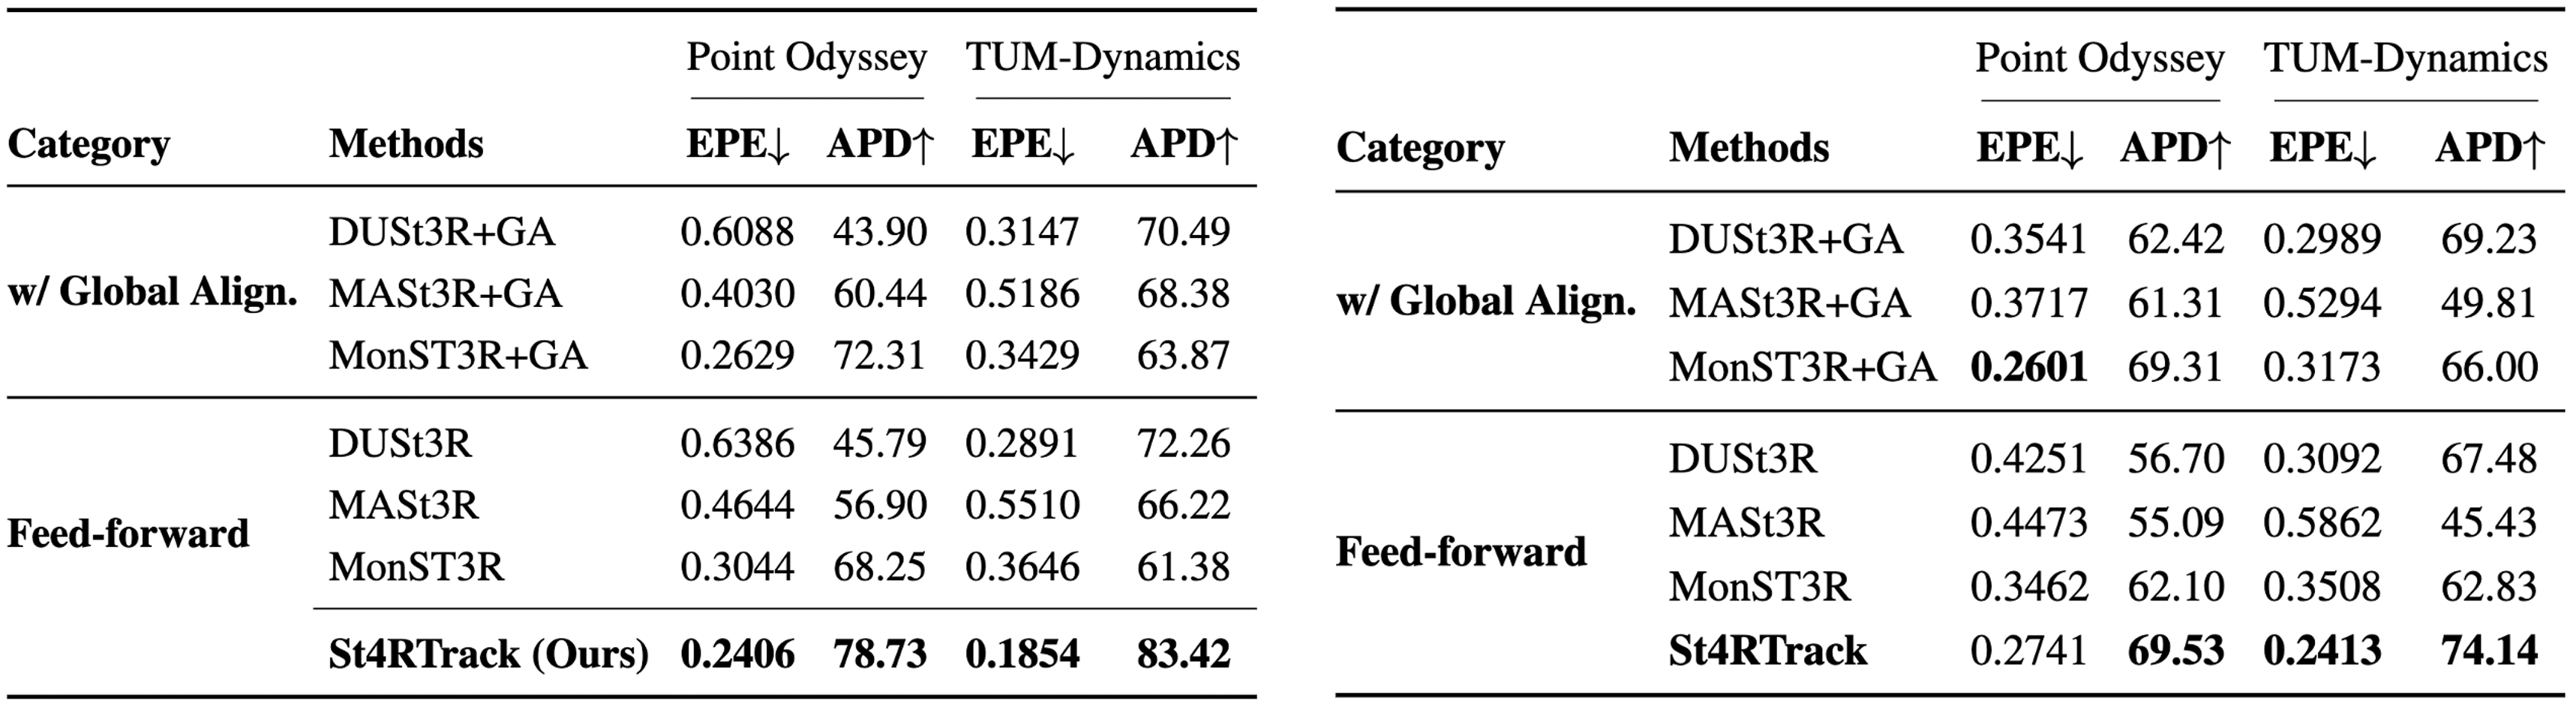 Point Odyssey TUM-Dynamics
Category Methods EPE↓ APD↑ EPE↓ APD↑
w/ Global Align.
DUSt3R+GA 0.6088 43.90 0.3147 70.49
MASt3R+GA 0.4030 60.44 0.5186 68.38
MonST3R+GA 0.2629 72.31 0.3429 63.87
Feed-forward
DUSt3R 0.6386 45.79 0.2891 72.26
MASt3R 0.4644 56.90 0.5510 66.22
MonST3R 0.3044 68.25 0.3646 61.38
St4RTrack (Ours) 0.2406 78.73 0.1854 83.42
Point Odyssey TUM-Dynamics
Category Methods EPE↓ APD↑ EPE↓ APD↑
w/ Global Align.
DUSt3R+GA 0.3541 62.42 0.2989 69.23
MASt3R+GA 0.3717 61.31 0.5294 49.81
MonST3R+GA 0.2601 69.31 0.3173 66.00
Feed-forward
DUSt3R 0.4251 56.70 0.3092 67.48
MASt3R 0.4473 55.09 0.5862 45.43
MonST3R 0.3462 62.10 0.3508 62.83
St4RTrack 0.2741 69.53 0.2413 74.14